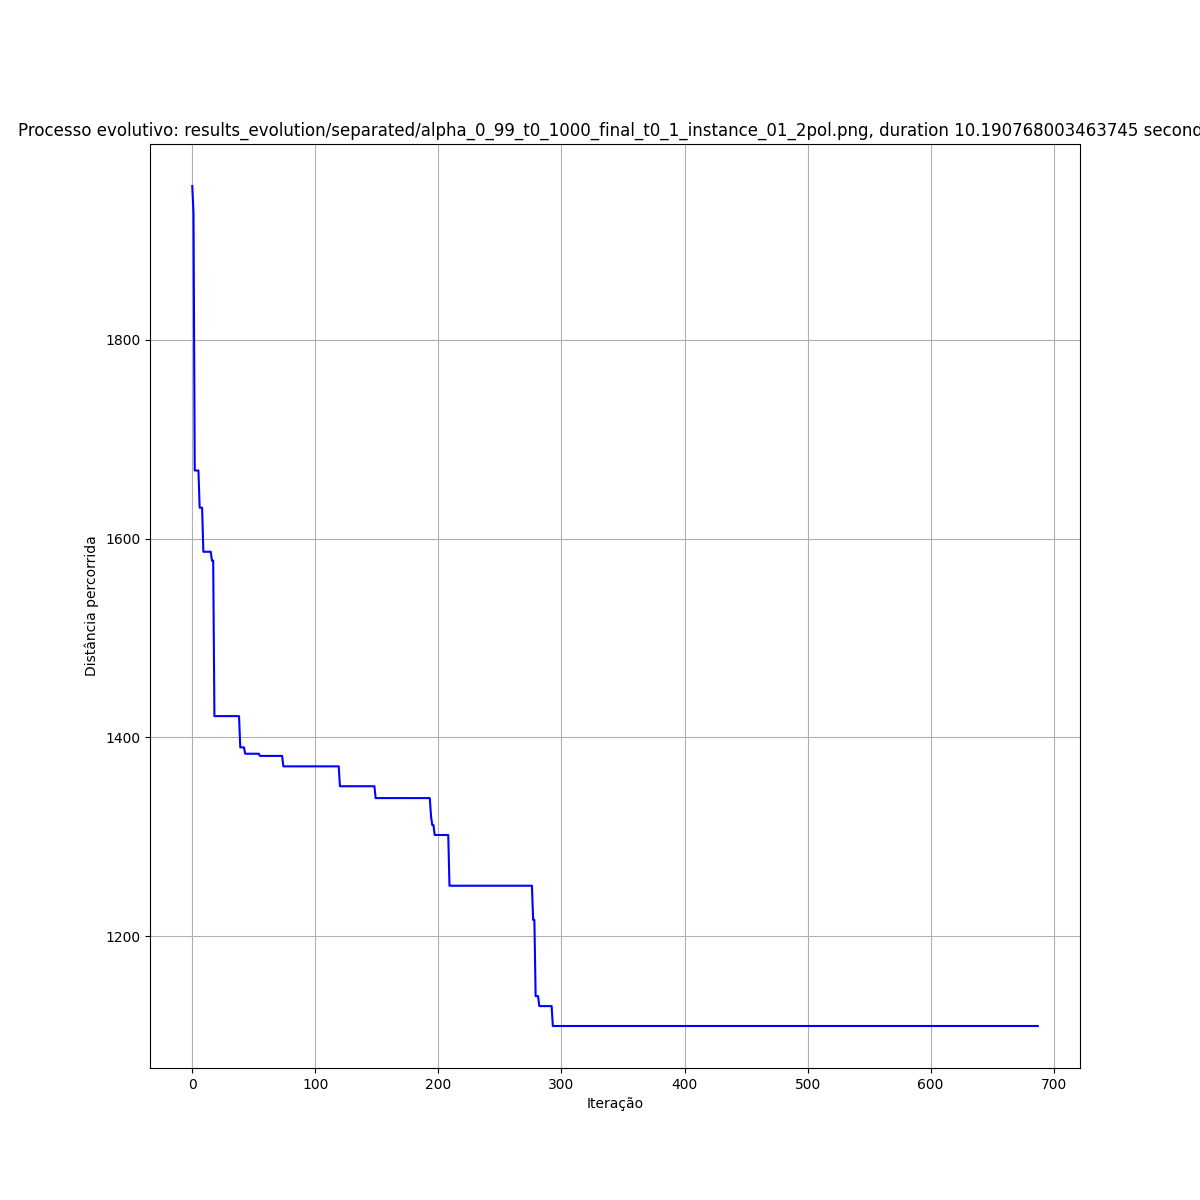 Processo evolutivo: results_evolution/separated/alpha_0_99_t0_1000_final_t0_1_instance_01_2pol.png, duration 10.190768003463745 second
1800
1600
1400
1200
Distância percorrida
0 100 200 300 400 500 600 700
Iteração